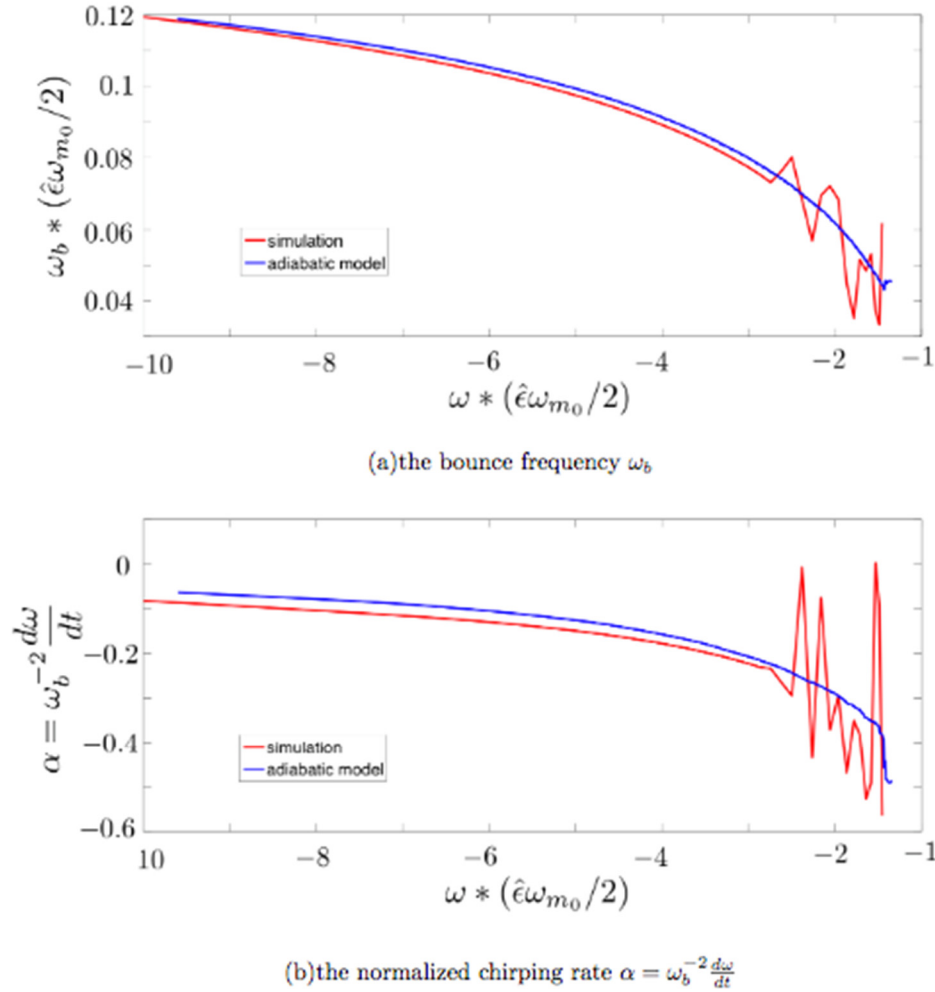 0.12
0.1
0.08
0.06
0.04
ω_b * (ε̂ω_{m_0}/2)
simulation
adiabatic model
−10 −8 −6 −4 −2 −1
ω * (ε̂ω_{m_0}/2)
(a)the bounce frequency ω_b
0
−0.2
−0.4
−0.6
α = ω_b^{−2} dω/dt
simulation
adiabatic model
10 −8 −6 −4 −2 −1
ω * (ε̂ω_{m_0}/2)
(b)the normalized chirping rate α = ω_b^{−2} dω/dt